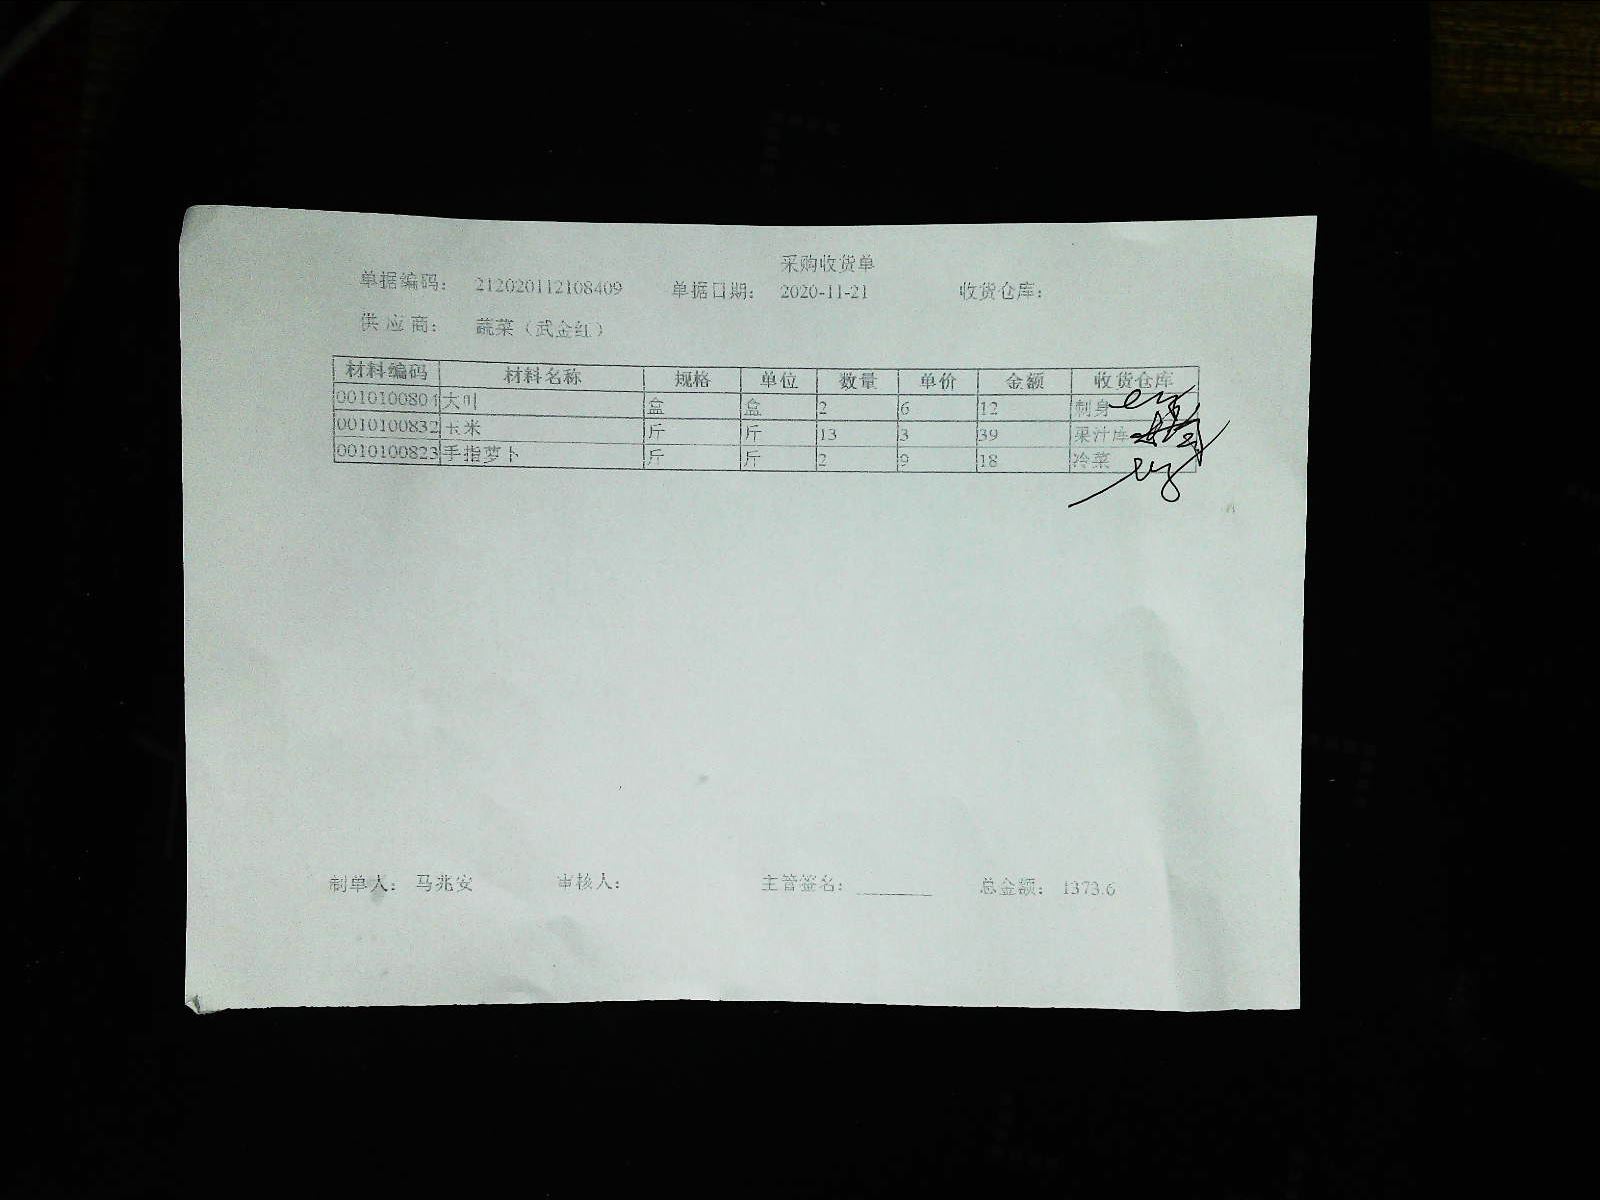 采购收货单
单据编码： 212020112108409 单据日期： 2020-11-21 收货仓库：
供应商： 蔬菜（武金红）
材料编码 材料名称 规格 单位 数量 单价 金额 收货仓库
0010100804 大叶 盒 盒 2 6 12 刺身
0010100832 玉米 斤 斤 13 3 39 果汁库
0010100823 手指萝卜 斤 斤 2 9 18 冷菜
制单人： 马兆安 审核人： 主管签名： 总金额： 1373.6